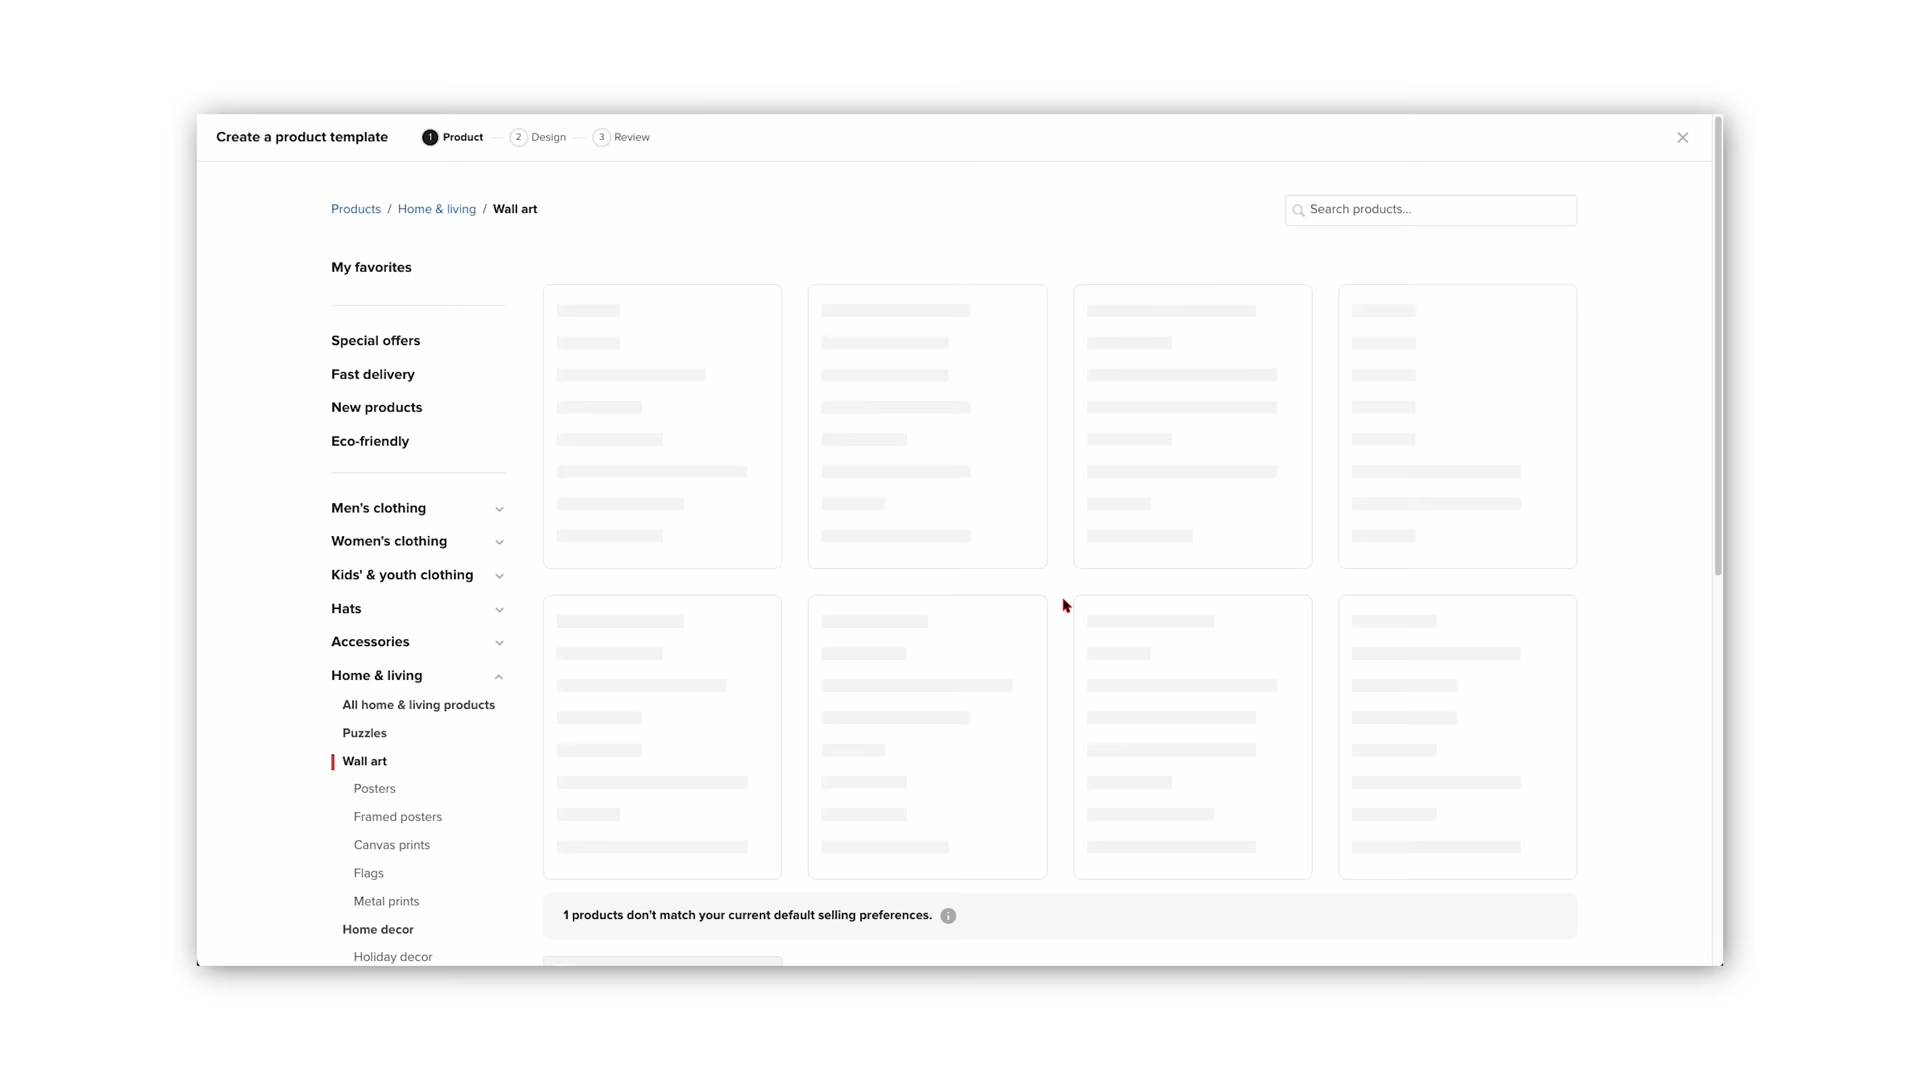 Create a product template
1 Product
2 Design
3 Review
Products / Home & living / Wall art
Search products...
My favorites
Special offers
Fast delivery
New products
Eco-friendly
Men's clothing
Women's clothing
Kids' & youth clothing
Hats
Accessories
Home & living
All home & living products
Puzzles
Wall art
Posters
Framed posters
Canvas prints
Flags
Metal prints
Home decor
Holiday decor
1 products don't match your current default selling preferences.